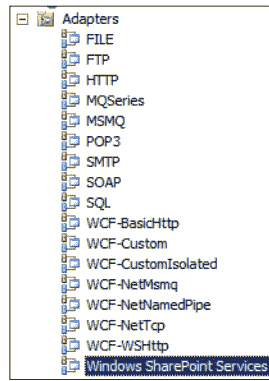 Adapters
FILE
FTP
HTTP
MQSeries
MSMQ
POP3
SMTP
SOAP
SQL
WCF-BasicHttp
WCF-Custom
WCF-CustomIsolated
WCF-NetMsmq
WCF-NetNamedPipe
WCF-NetTcp
WCF-WSHttp
Windows SharePoint Services